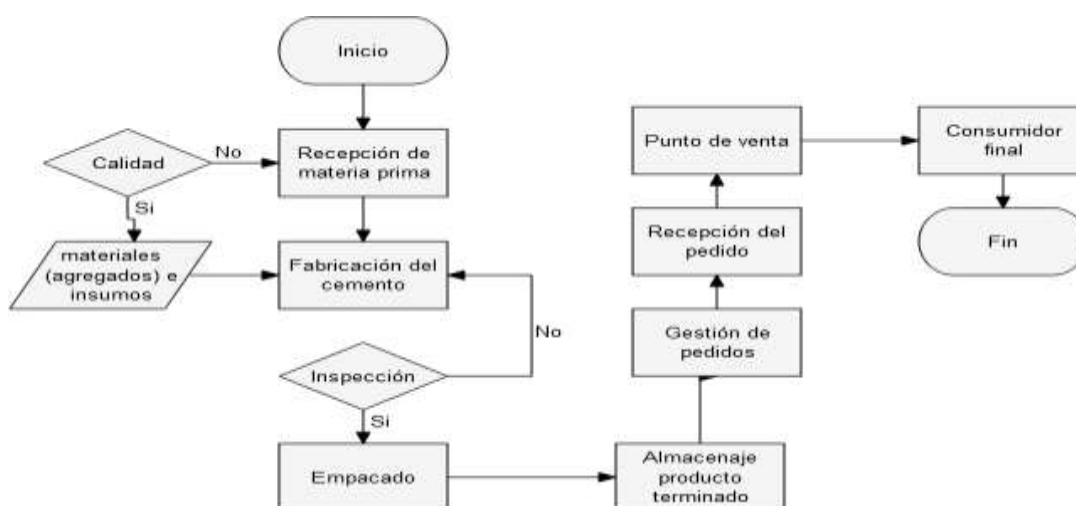 Inicio
Calidad
No
Recepción de
materia prima
Si
materiales
(agregados) e
insumos
Fabricación del
cemento
No
Inspección
Si
Empacado
Almacenaje
producto
terminado
Gestión de
pedidos
Recepción del
pedido
Punto de venta
Consumidor
final
Fin